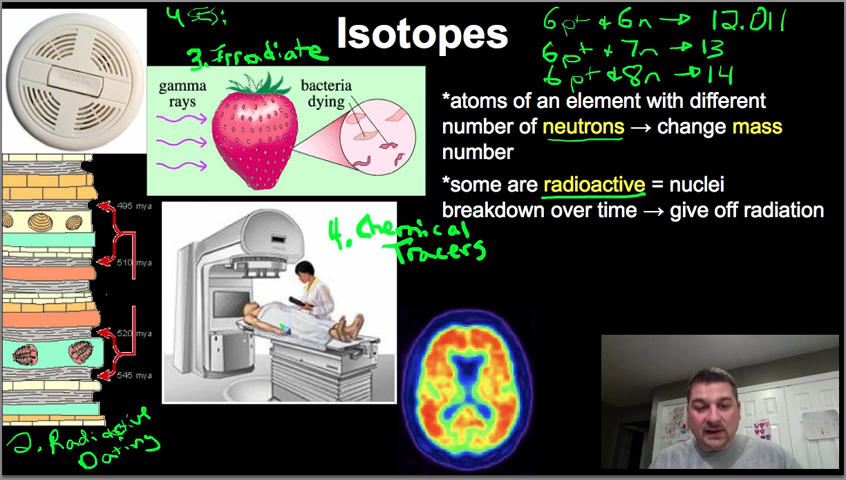 Isotopes
6p+ & 6n → 12.011
6p+ & 7n → 13
6p+ & 8n → 14
3. Irradiate
gamma
rays
bacteria
dying
*atoms of an element with different
number of neutrons → change mass
number
*some are radioactive = nuclei
breakdown over time → give off radiation
4. Chemical
Tracers
495 mya
510
520 mya
545 mya
2. Radioactive
Dating